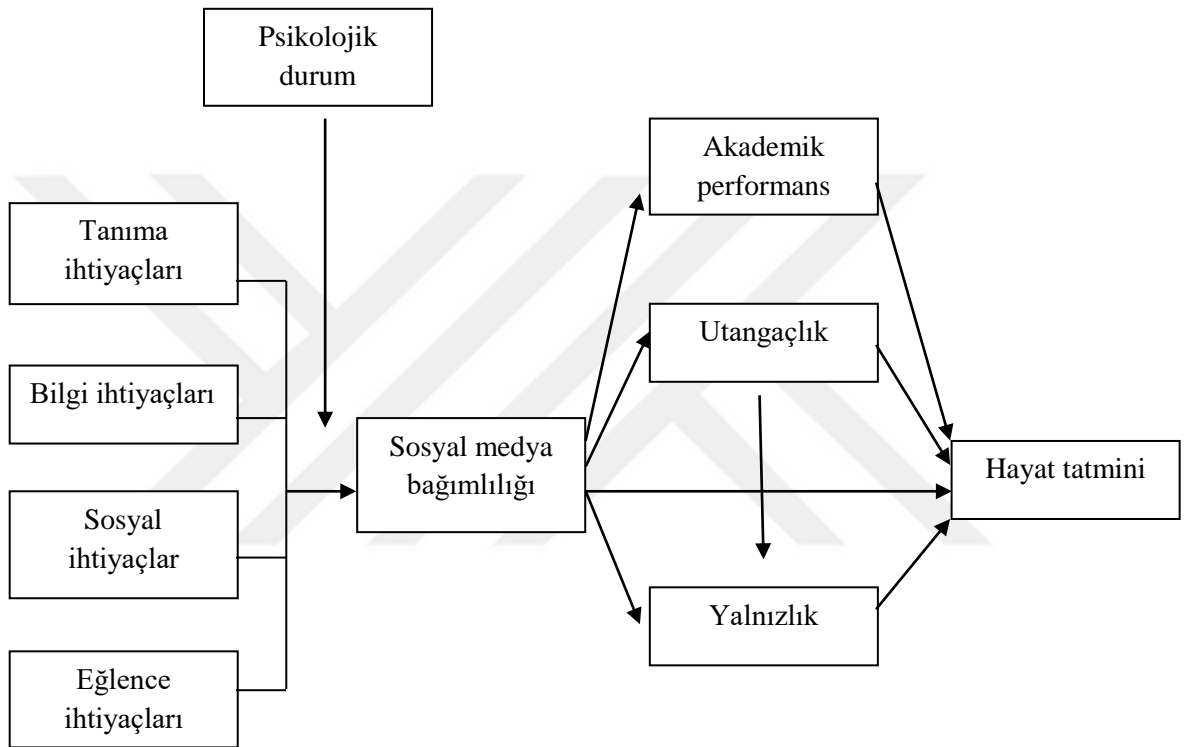 Psikolojik
durum
Akademik
performans
Tanıma
ihtiyaçları
Utangaçlık
Bilgi ihtiyaçları
Sosyal medya
bağımlılığı
Hayat tatmini
Sosyal
ihtiyaçlar
Yalnızlık
Eğlence
ihtiyaçları